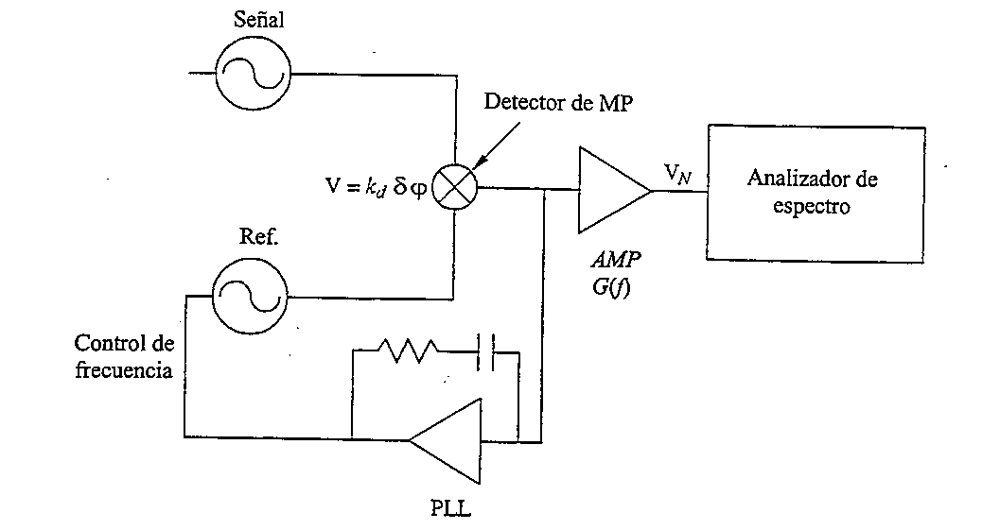 Señal
Detector de MP
V = k_d δφ
V_N
Analizador de
espectro
Ref.
AMP
G(f)
Control de
frecuencia
PLL